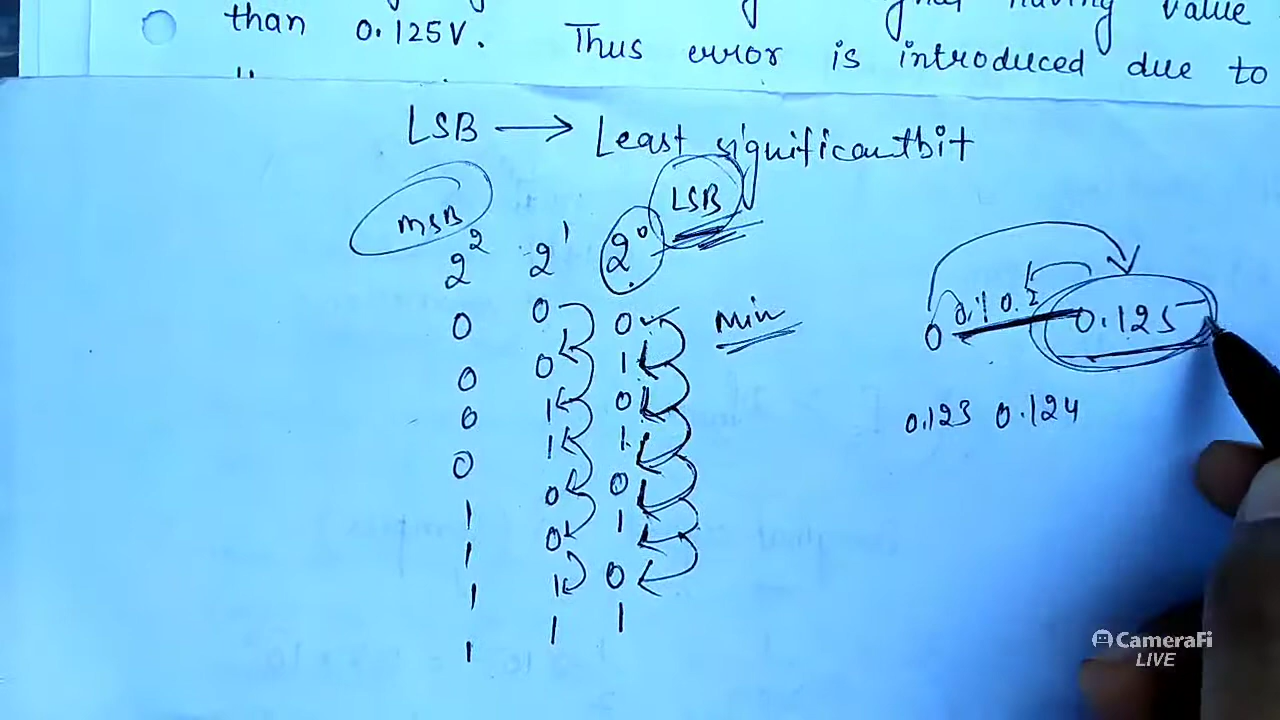 having value
than 0.125V. Thus error is introduced due to
LSB → Least significantbit
MSB LSB
2² 2¹ 2⁰
0 0 0 Min
0 0 1
0 1 0
0 1 1
1 0 0
1 0 1
1 1 0
1 1 1
0 0.1 0.2 0.125
0.123 0.124
CameraFi
LIVE